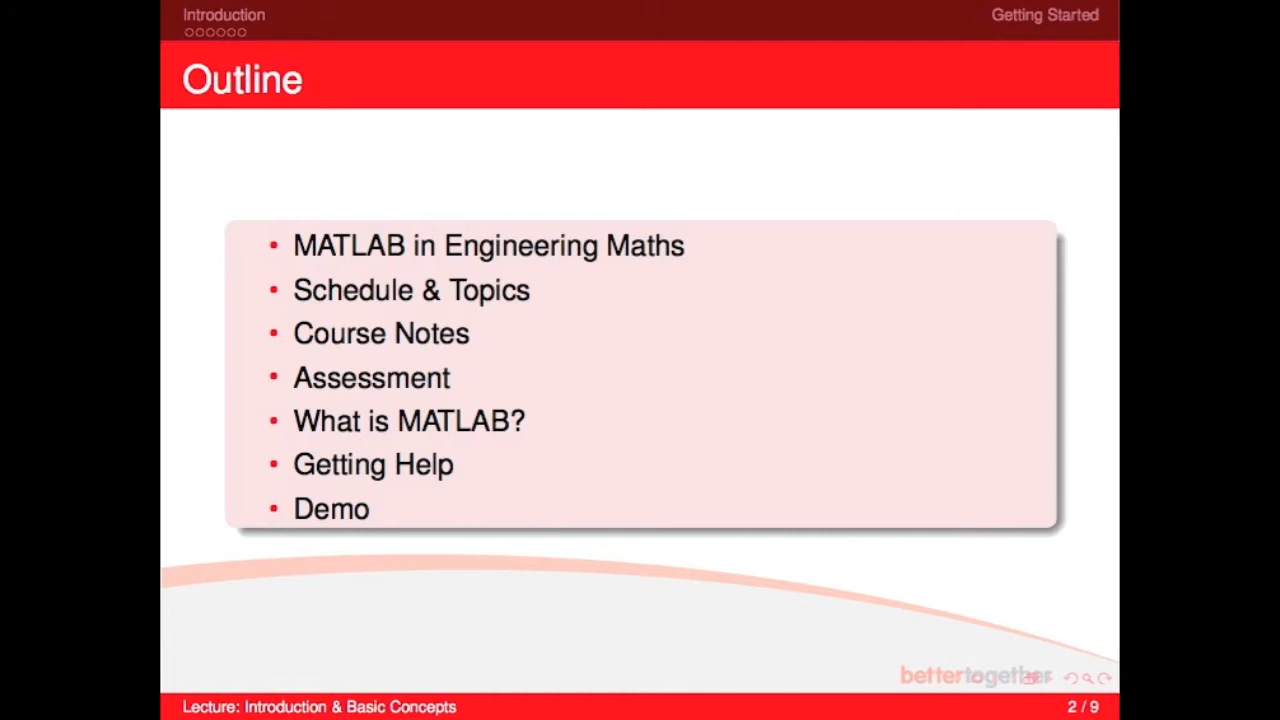 Introduction
Getting Started
Outline
• MATLAB in Engineering Maths
• Schedule & Topics
• Course Notes
• Assessment
• What is MATLAB?
• Getting Help
• Demo
bettertogether
Lecture: Introduction & Basic Concepts
2 / 9